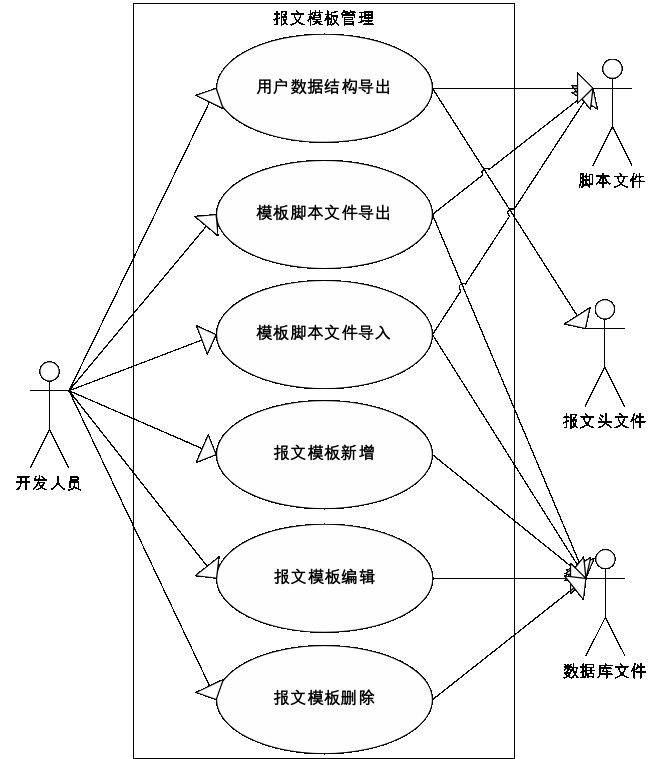 报文模板管理
用户数据结构导出
脚本文件
模板脚本文件导出
模板脚本文件导入
报文头文件
报文模板新增
开发人员
报文模板编辑
数据库文件
报文模板删除